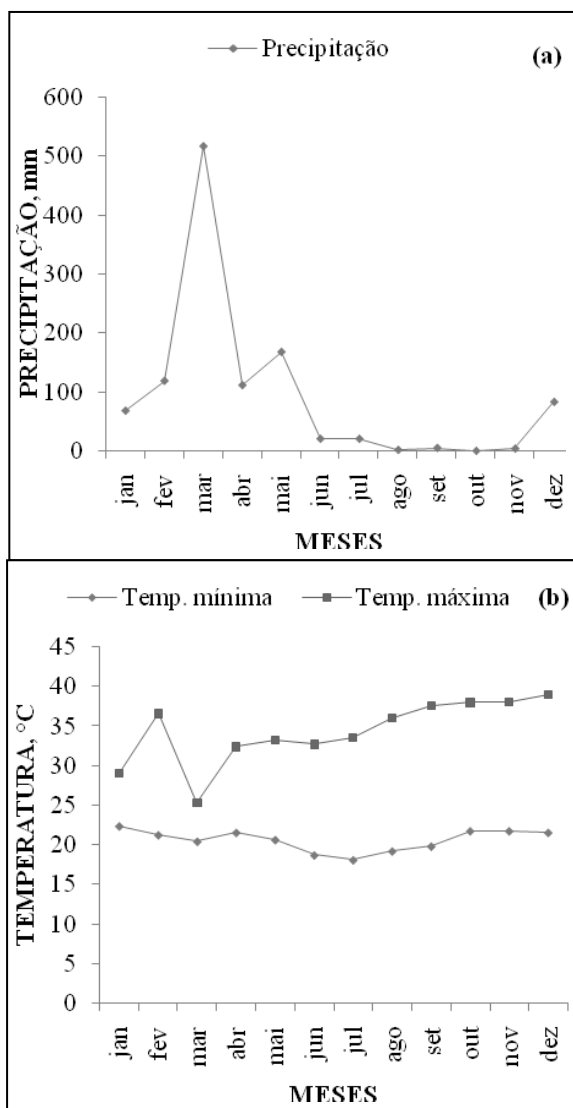 Precipitação
(a)
PRECIPITAÇÃO, mm
600
500
400
300
200
100
0
jan fev mar abr mai jun jul ago set out nov dez
MESES
Temp. mínima Temp. máxima (b)
TEMPERATURA, °C
45
40
35
30
25
20
15
10
5
0
jan fev mar abr mai jun jul ago set out nov dez
MESES